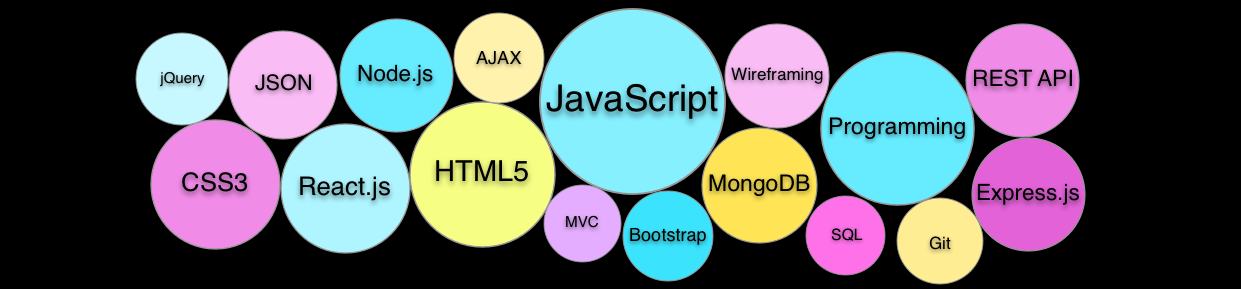 jQuery
JSON
Node.js
AJAX
JavaScript
Wireframing
Programming
REST API
CSS3
React.js
HTML5
MVC
Bootstrap
MongoDB
SQL
Git
Express.js